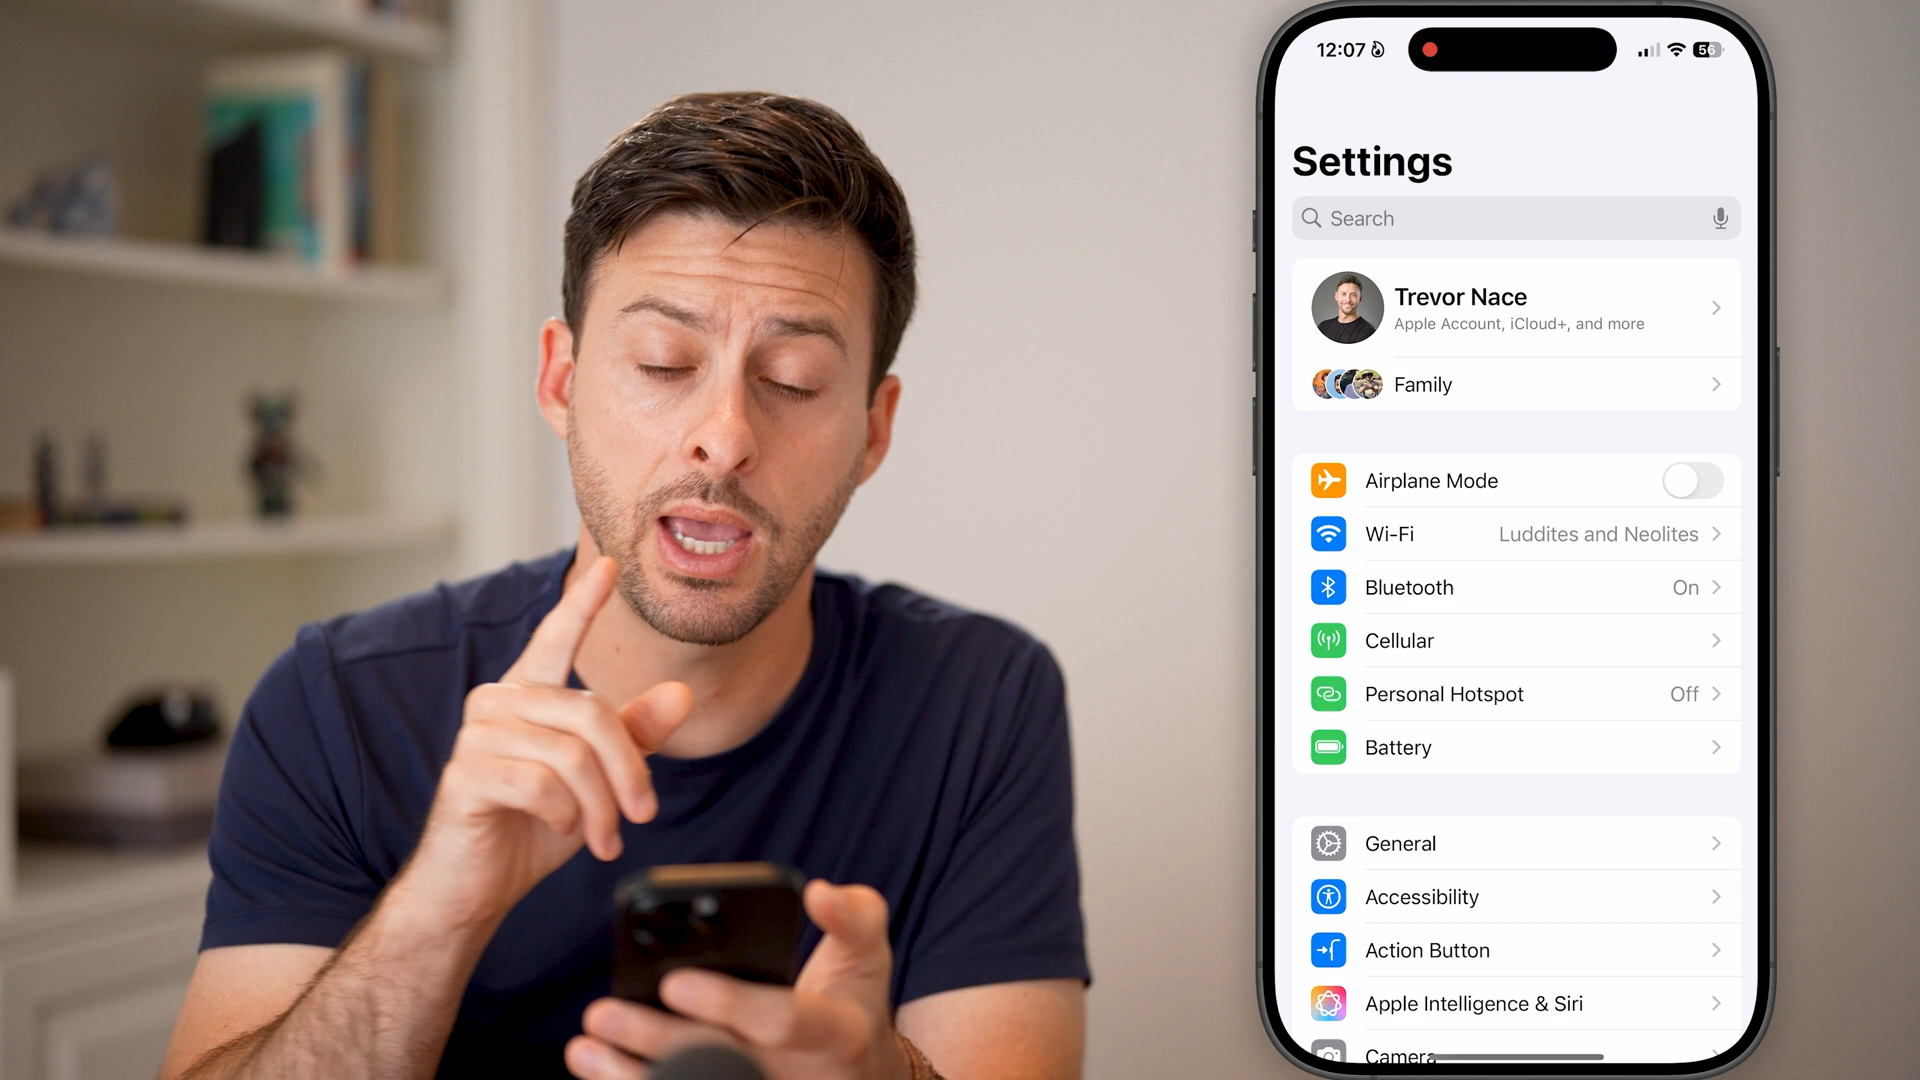 12:07
56
Settings
Search
Trevor Nace
Apple Account, iCloud+, and more
Family
Airplane Mode
Wi-Fi Luddites and Neolites
Bluetooth On
Cellular
Personal Hotspot Off
Battery
General
Accessibility
Action Button
Apple Intelligence & Siri
Camera